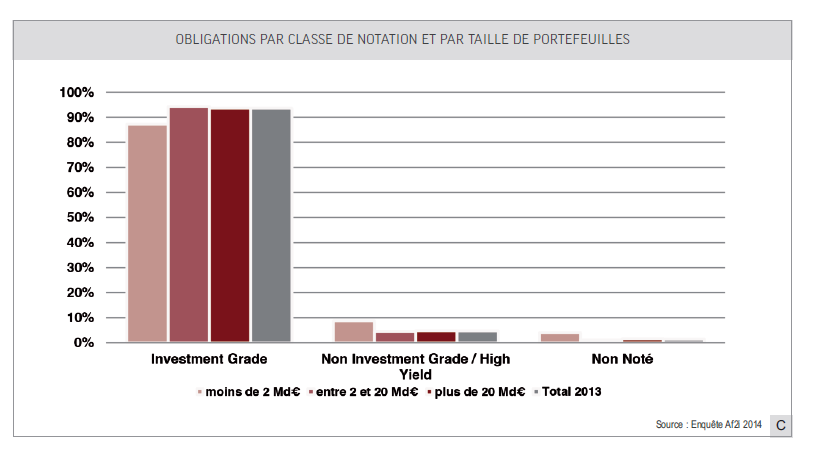 OBLIGATIONS PAR CLASSE DE NOTATION ET PAR TAILLE DE PORTEFEUILLES
100%
90%
80%
70%
60%
50%
40%
30%
20%
10%
0%
Investment Grade
Non Investment Grade / High
Yield
Non Noté
moins de 2 Md€ entre 2 et 20 Md€ plus de 20 Md€ Total 2013
Source : Enquête Af2i 2014 C